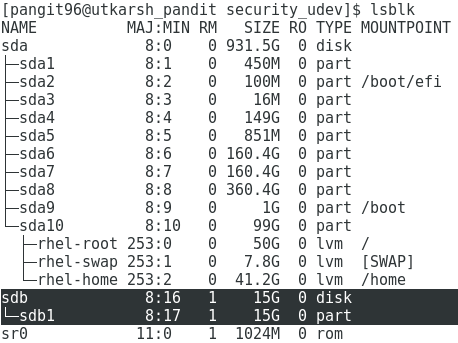 [pangit96@utkarsh_pandit security_udev]$ lsblk
NAME          MAJ:MIN RM   SIZE RO TYPE MOUNTPOINT
sda             8:0    0 931.5G  0 disk
├─sda1          8:1    0   450M  0 part
├─sda2          8:2    0   100M  0 part /boot/efi
├─sda3          8:3    0    16M  0 part
├─sda4          8:4    0   149G  0 part
├─sda5          8:5    0   851M  0 part
├─sda6          8:6    0 160.4G  0 part
├─sda7          8:7    0 160.4G  0 part
├─sda8          8:8    0 360.4G  0 part
├─sda9          8:9    0     1G  0 part /boot
└─sda10         8:10   0    99G  0 part
  ├─rhel-root 253:0    0    50G  0 lvm  /
  ├─rhel-swap 253:1    0   7.8G  0 lvm  [SWAP]
  └─rhel-home 253:2    0  41.2G  0 lvm  /home
sdb             8:16   1    15G  0 disk
└─sdb1          8:17   1    15G  0 part
sr0            11:0    1  1024M  0 rom